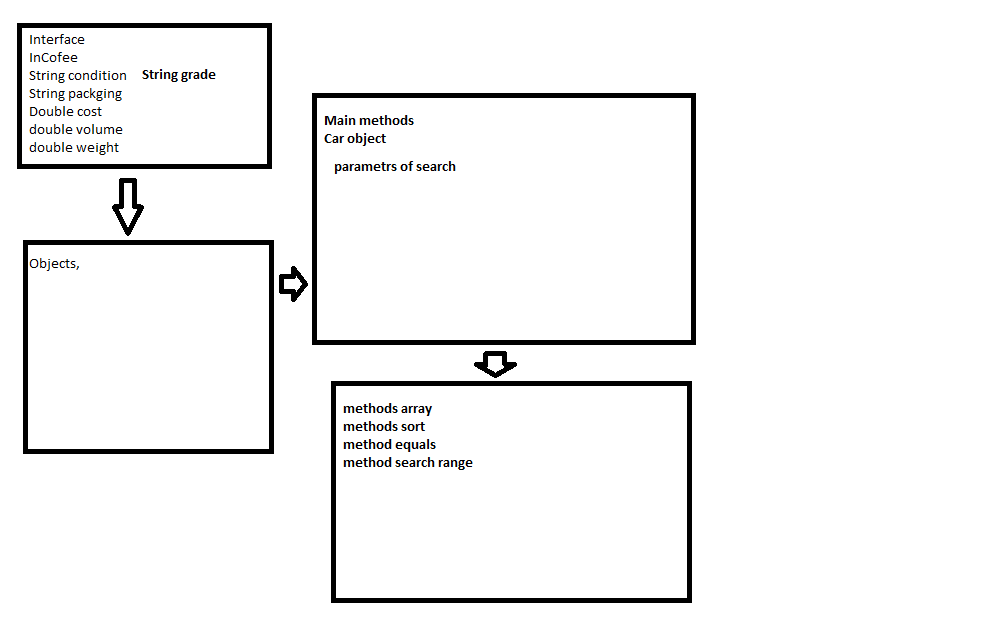 Interface
InCofee
String condition String grade
String packging
Double cost
double volume
double weight
Objects,
Main methods
Car object
parametrs of search
methods array
methods sort
method equals
method search range